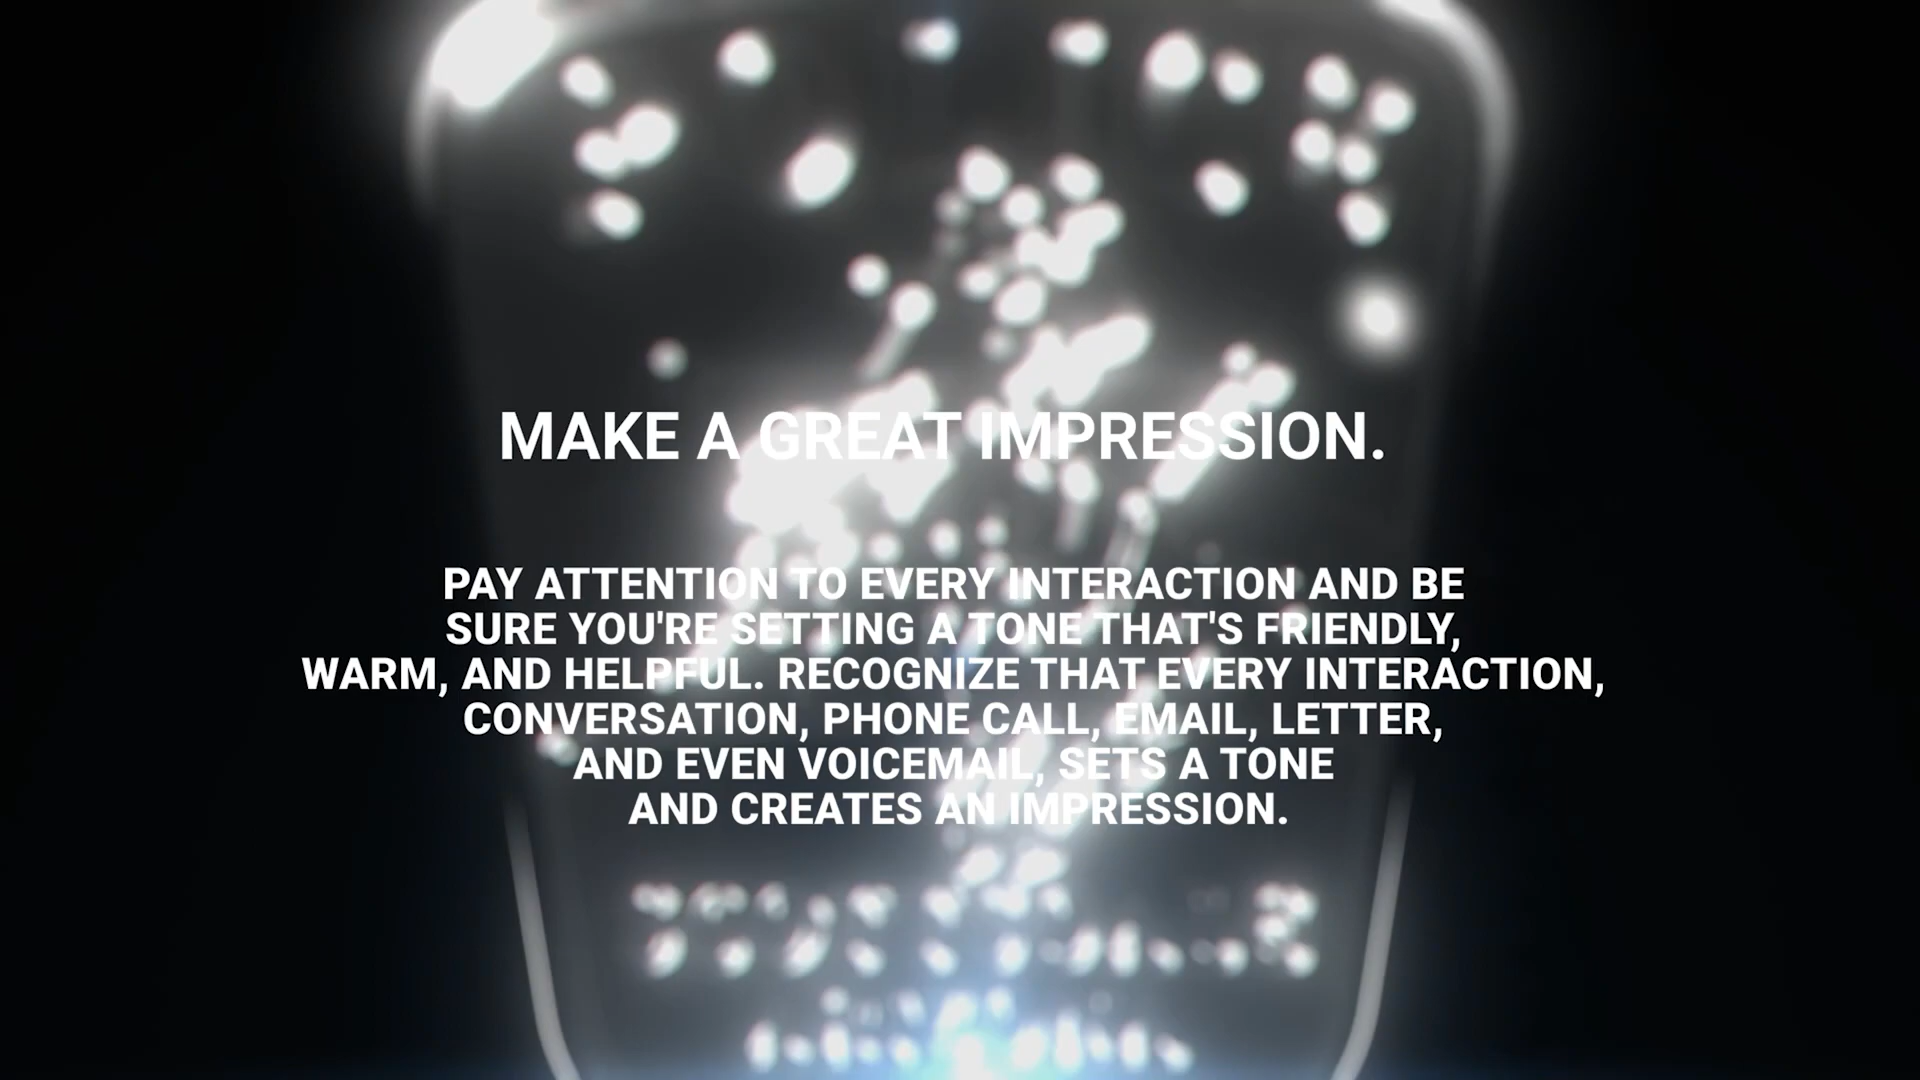 MAKE A GREAT IMPRESSION.
PAY ATTENTION TO EVERY INTERACTION AND BE
SURE YOU'RE SETTING A TONE THAT'S FRIENDLY,
WARM, AND HELPFUL. RECOGNIZE THAT EVERY INTERACTION,
CONVERSATION, PHONE CALL, EMAIL, LETTER,
AND EVEN VOICEMAIL, SETS A TONE
AND CREATES AN IMPRESSION.